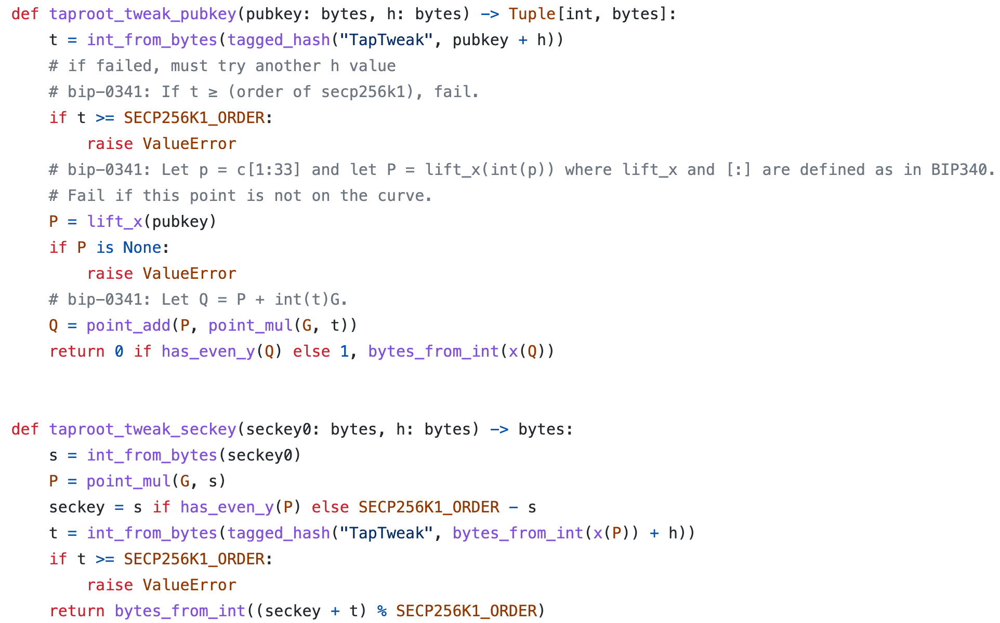 def taproot_tweak_pubkey(pubkey: bytes, h: bytes) -> Tuple[int, bytes]:
    t = int_from_bytes(tagged_hash("TapTweak", pubkey + h))
    # if failed, must try another h value
    # bip-0341: If t ≥ (order of secp256k1), fail.
    if t >= SECP256K1_ORDER:
        raise ValueError
    # bip-0341: Let p = c[1:33] and let P = lift_x(int(p)) where lift_x and [:] are defined as in BIP340.
    # Fail if this point is not on the curve.
    P = lift_x(pubkey)
    if P is None:
        raise ValueError
    # bip-0341: Let Q = P + int(t)G.
    Q = point_add(P, point_mul(G, t))
    return 0 if has_even_y(Q) else 1, bytes_from_int(x(Q))
def taproot_tweak_seckey(seckey0: bytes, h: bytes) -> bytes:
    s = int_from_bytes(seckey0)
    P = point_mul(G, s)
    seckey = s if has_even_y(P) else SECP256K1_ORDER - s
    t = int_from_bytes(tagged_hash("TapTweak", bytes_from_int(x(P)) + h))
    if t >= SECP256K1_ORDER:
        raise ValueError
    return bytes_from_int((seckey + t) % SECP256K1_ORDER)